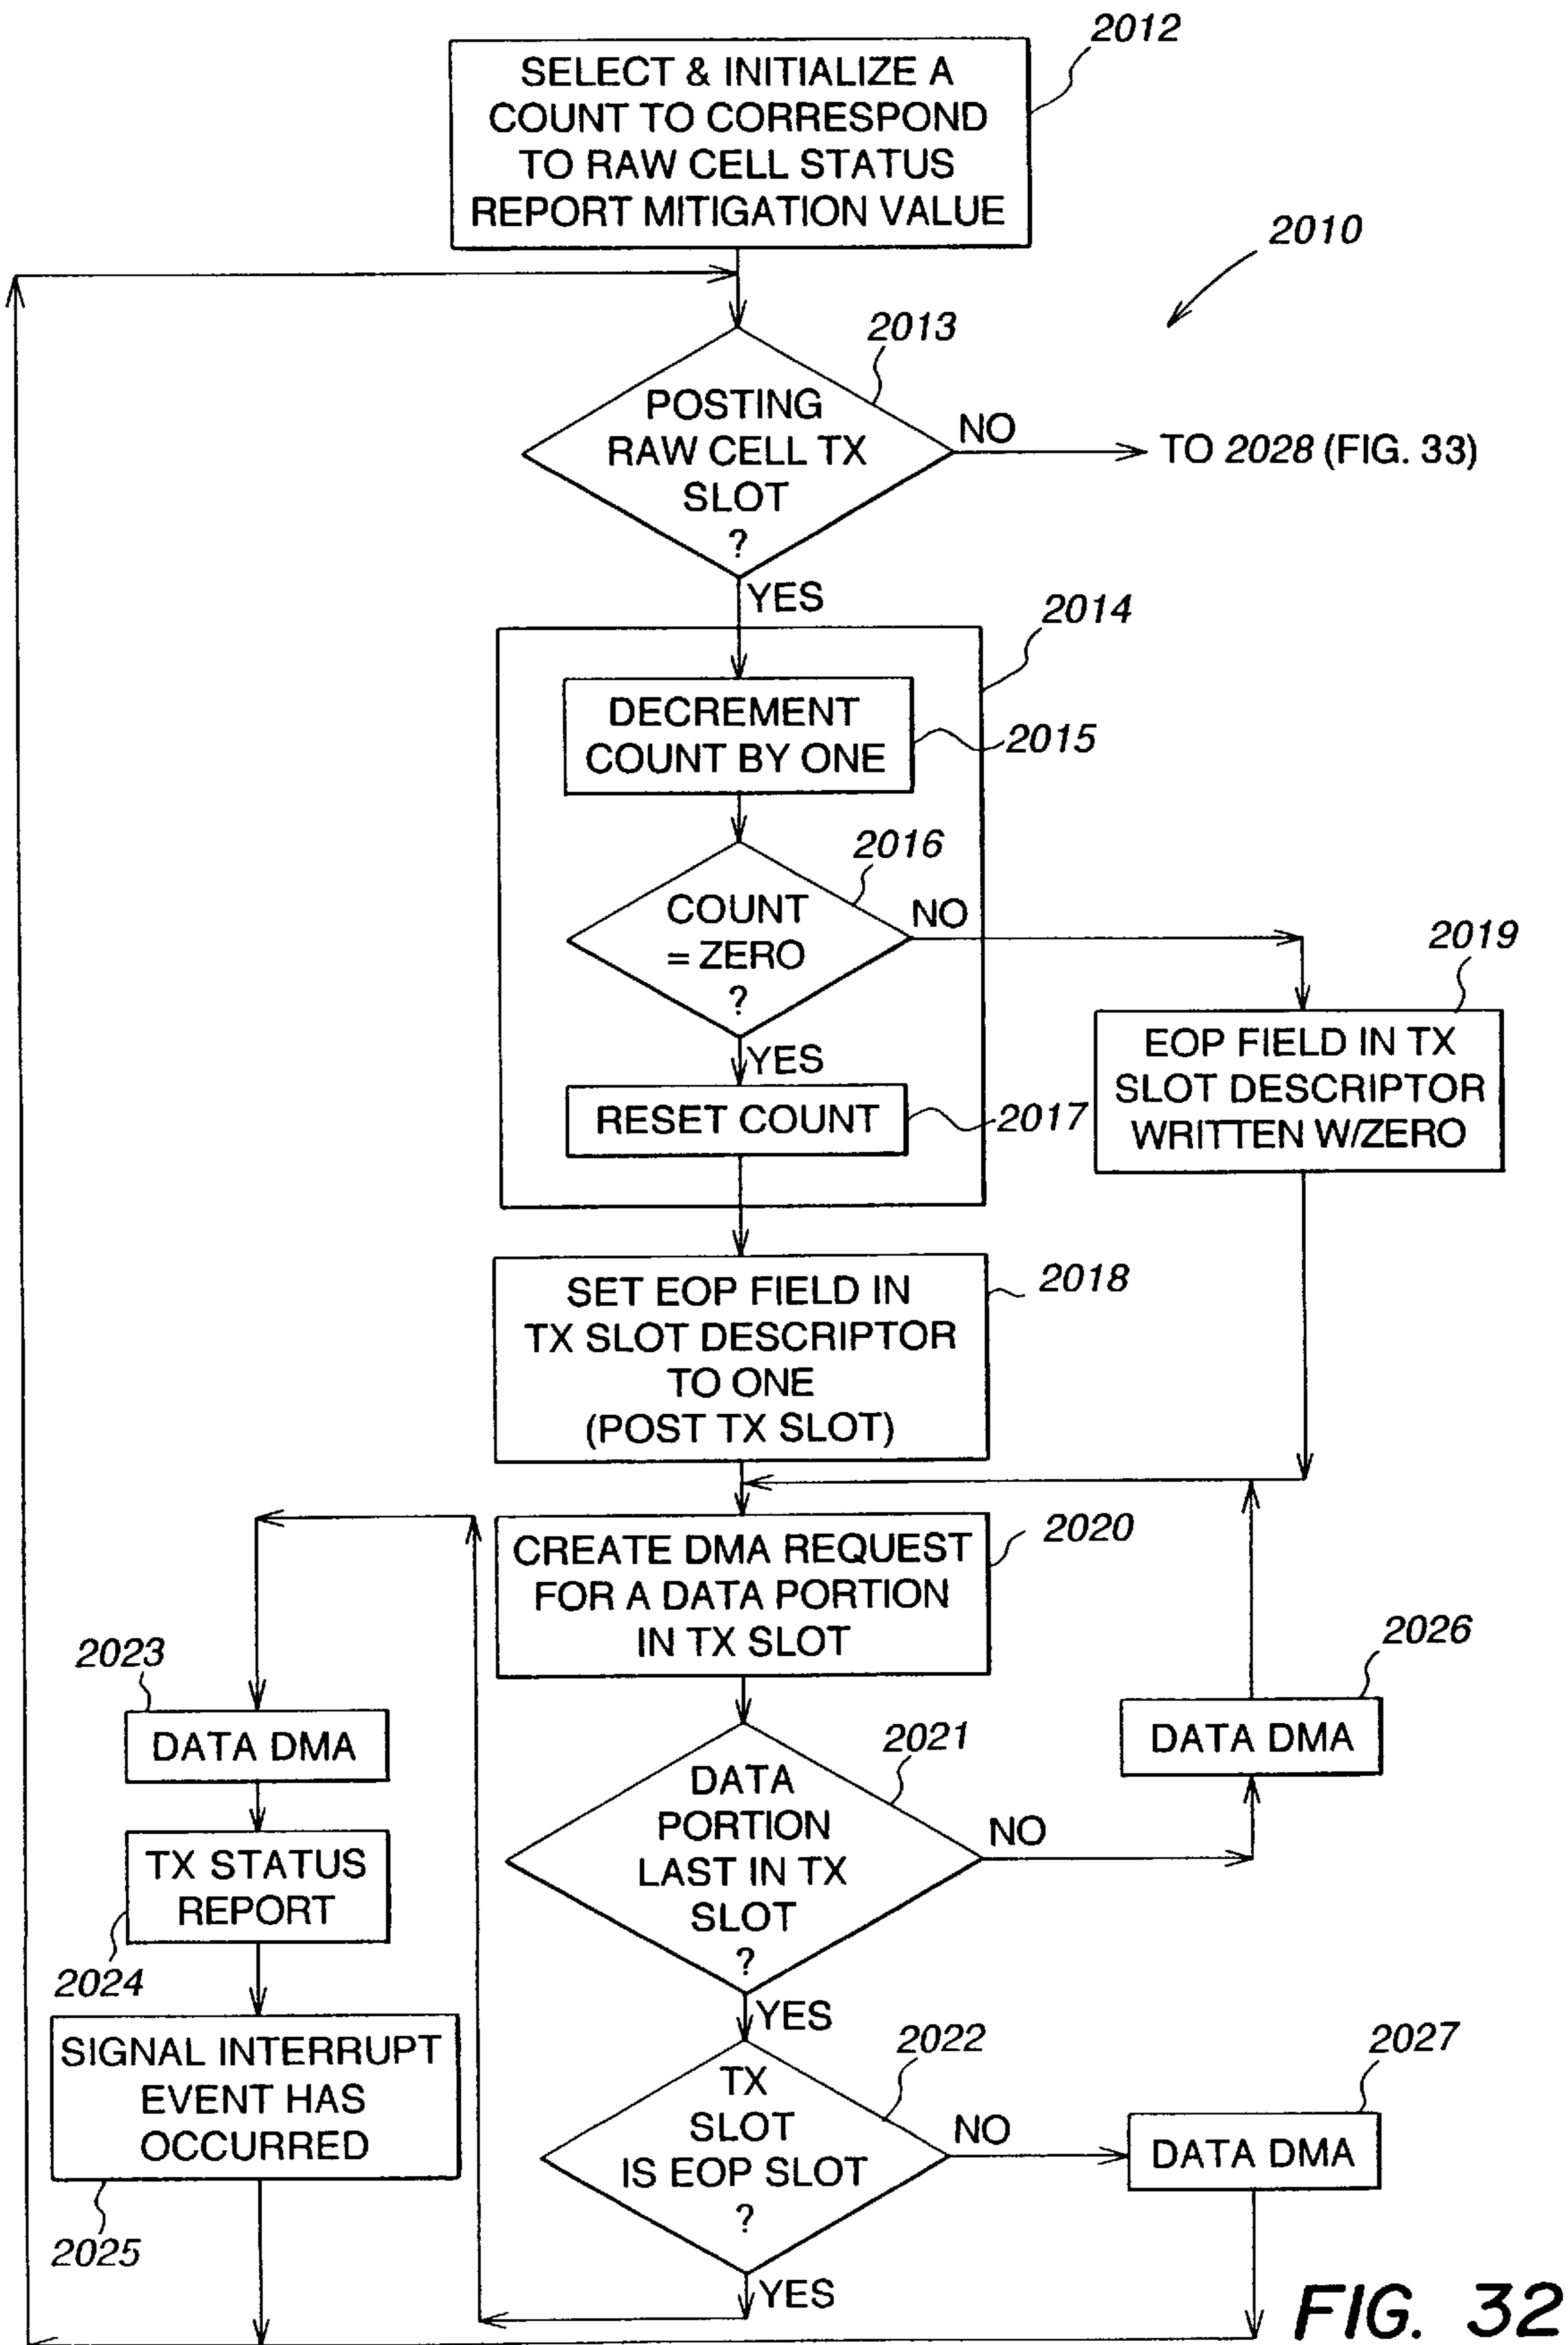 2012
SELECT & INITIALIZE A
COUNT TO CORRESPOND
TO RAW CELL STATUS
REPORT MITIGATION VALUE
2010
2013
POSTING
RAW CELL TX
SLOT
?
NO
TO 2028 (FIG. 33)
YES
2014
DECREMENT
COUNT BY ONE
2015
2016
COUNT
= ZERO
?
NO
YES
2019
EOP FIELD IN TX
SLOT DESCRIPTOR
WRITTEN W/ZERO
RESET COUNT
2017
SET EOP FIELD IN
TX SLOT DESCRIPTOR
TO ONE
(POST TX SLOT)
2018
CREATE DMA REQUEST
FOR A DATA PORTION
IN TX SLOT
2020
2023
DATA DMA
2026
DATA DMA
2021
DATA
PORTION
LAST IN TX
SLOT
?
NO
YES
TX STATUS
REPORT
2024
SIGNAL INTERRUPT
EVENT HAS
OCCURRED
2025
2022
TX
SLOT
IS EOP SLOT
?
NO
YES
2027
DATA DMA
FIG. 32